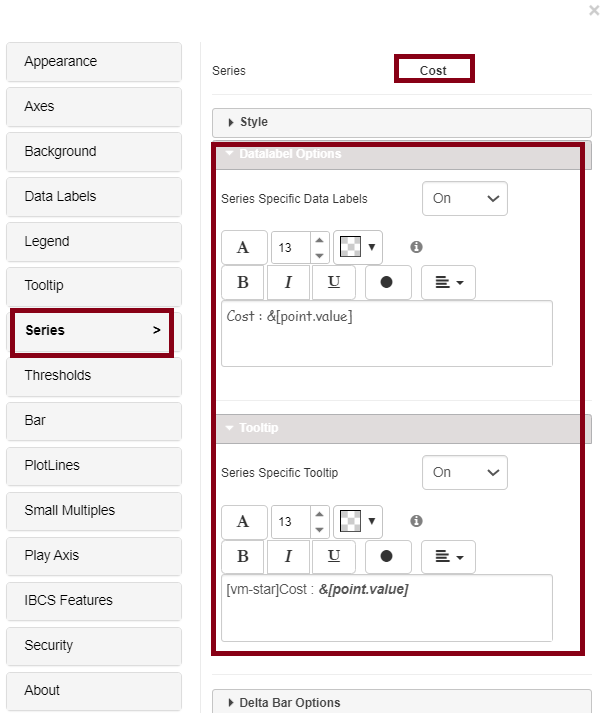 ×
Appearance
Axes
Background
Data Labels
Legend
Tooltip
Series >
Thresholds
Bar
PlotLines
Small Multiples
Play Axis
IBCS Features
Security
About
Series Cost
Style
Datalabel Options
Series Specific Data Labels On
A 13
B I U
Cost : &[point.value]
Tooltip
Series Specific Tooltip On
A 13
B I U
[vm-star]Cost : &[point.value]
Delta Bar Options